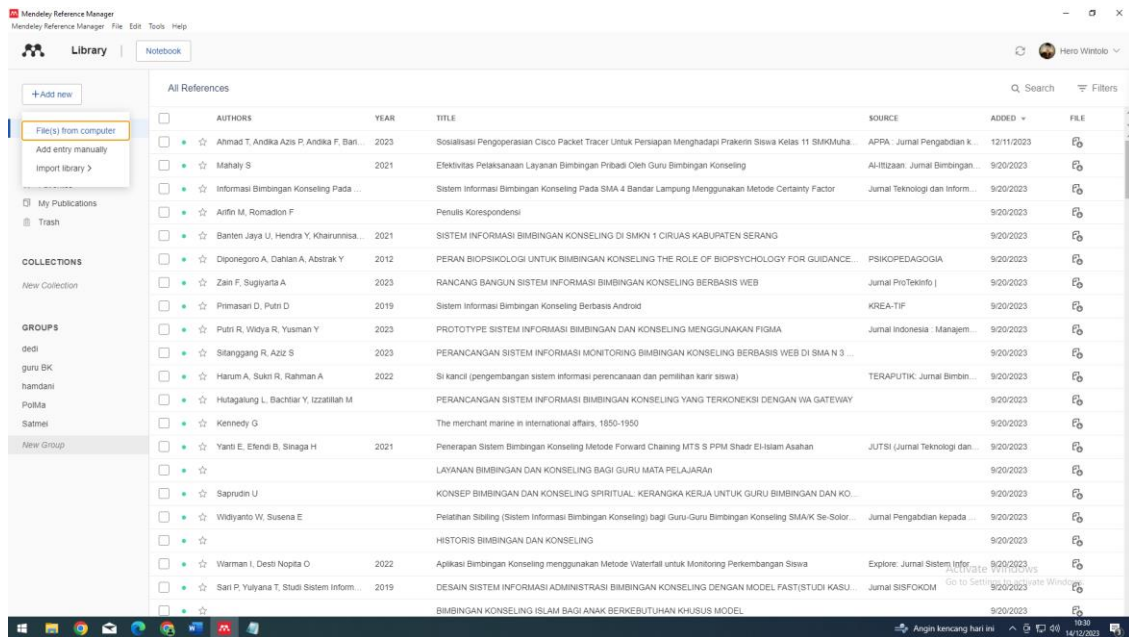 Mendeley Reference Manager
Mendeley Reference Manager File Edit Tools Help
Library Notebook Hero Wintolo
+Add new
File(s) from computer
Add entry manually
Import library >
My Publications
Trash
COLLECTIONS
New Collection
GROUPS
dedi
guru BK
hamdani
PolMa
Satmei
New Group
All References Search Filters
AUTHORS YEAR TITLE SOURCE ADDED FILE
Ahmad T, Andika Azis P, Andika F, Bari... 2023 Sosialisasi Pengoperasian Cisco Packet Tracer Untuk Persiapan Menghadapi Prakerin Siswa Kelas 11 SMKMuha... APPA : Jurnal Pengabdian k... 12/11/2023
Mahaly S 2021 Efektivitas Pelaksanaan Layanan Bimbingan Pribadi Oleh Guru Bimbingan Konseling Al-Ittizaan: Jurnal Bimbingan... 9/20/2023
Informasi Bimbingan Konseling Pada ... Sistem Informasi Bimbingan Konseling Pada SMA 4 Bandar Lampung Menggunakan Metode Certainty Factor Jurnal Teknologi dan Inform... 9/20/2023
Arifin M, Romadlon F Penulis Korespondensi 9/20/2023
Banten Jaya U, Hendra Y, Khairunnisa... 2021 SISTEM INFORMASI BIMBINGAN KONSELING DI SMKN 1 CIRUAS KABUPATEN SERANG 9/20/2023
Diponegoro A, Dahlan A, Abstrak Y 2012 PERAN BIOPSIKOLOGI UNTUK BIMBINGAN KONSELING THE ROLE OF BIOPSYCHOLOGY FOR GUIDANCE... PSIKOPEDAGOGIA 9/20/2023
Zain F, Sugiyarta A 2023 RANCANG BANGUN SISTEM INFORMASI BIMBINGAN KONSELING BERBASIS WEB Jurnal ProTekInfo | 9/20/2023
Primasari D, Putri D 2019 Sistem Informasi Bimbingan Konseling Berbasis Android KREA-TIF 9/20/2023
Putri R, Widya R, Yusman Y 2023 PROTOTYPE SISTEM INFORMASI BIMBINGAN DAN KONSELING MENGGUNAKAN FIGMA Jurnal Indonesia : Manajem... 9/20/2023
Sitanggang R, Aziz S 2023 PERANCANGAN SISTEM INFORMASI MONITORING BIMBINGAN KONSELING BERBASIS WEB DI SMA N 3 ... 9/20/2023
Harum A, Sukri R, Rahman A 2022 Si kancil (pengembangan sistem informasi perencanaan dan pemilihan karir siswa) TERAPUTIK: Jurnal Bimbin... 9/20/2023
Hutagalung L, Bachtiar Y, Izzatillah M PERANCANGAN SISTEM INFORMASI BIMBINGAN KONSELING YANG TERKONEKSI DENGAN WA GATEWAY 9/20/2023
Kennedy G The merchant marine in international affairs, 1850-1950 9/20/2023
Yanti E, Efendi B, Sinaga H 2021 Penerapan Sistem Bimbingan Konseling Metode Forward Chaining MTS S PPM Shadr El-Islam Asahan JUTSI (Jurnal Teknologi dan... 9/20/2023
LAYANAN BIMBINGAN DAN KONSELING BAGI GURU MATA PELAJARAn 9/20/2023
Saprudin U KONSEP BIMBINGAN DAN KONSELING SPIRITUAL: KERANGKA KERJA UNTUK GURU BIMBINGAN DAN KO... 9/20/2023
Widiyanto W, Susena E Pelatihan Sibiling (Sistem Informasi Bimbingan Konseling) bagi Guru-Guru Bimbingan Konseling SMA/K Se-Solor... Jurnal Pengabdian kepada ... 9/20/2023
HISTORIS BIMBINGAN DAN KONSELING 9/20/2023
Warman I, Desti Nopita O 2022 Aplikasi Bimbingan Konseling menggunakan Metode Waterfall untuk Monitoring Perkembangan Siswa Explore: Jurnal Sistem Infor... 9/20/2023
Activate Windows
Sari P, Yulyana T, Studi Sistem Inform... 2019 DESAIN SISTEM INFORMASI ADMINISTRASI BIMBINGAN KONSELING DENGAN MODEL FAST(STUDI KASU... Jurnal SISFOKOM 9/20/2023
Go to Settings to activate Windows.
BIMBINGAN KONSELING ISLAM BAGI ANAK BERKEBUTUHAN KHUSUS MODEL 9/20/2023
Angin kencang hari ini 10:30
14/12/2023